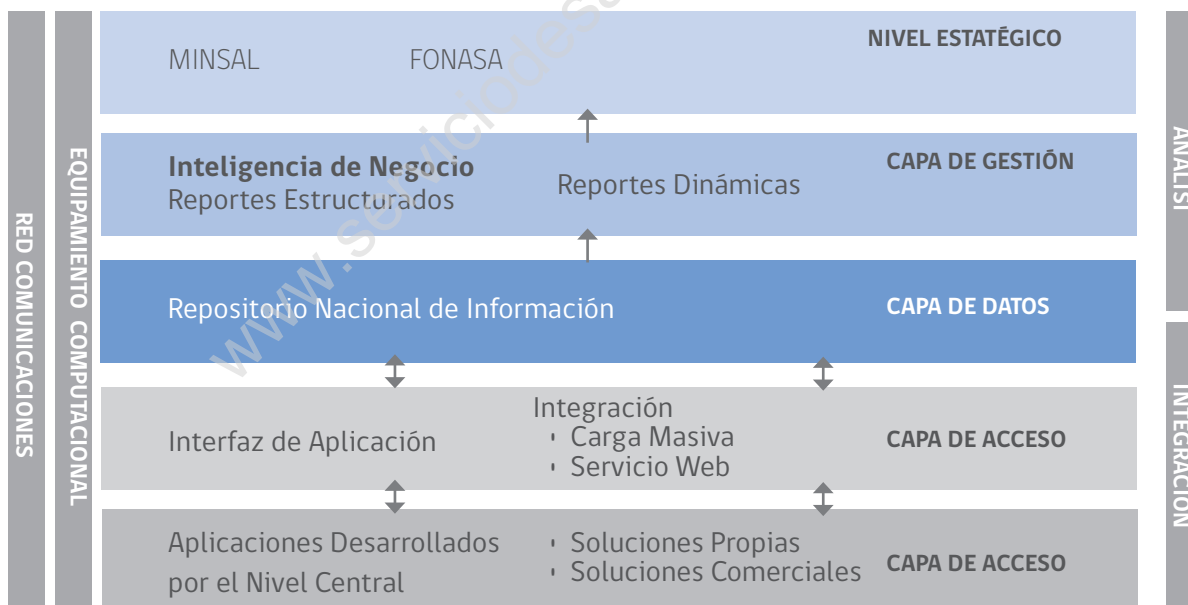 MINSAL
FONASA
NIVEL ESTATÉGICO
Inteligencia de Negocio
Reportes Estructurados
Reportes Dinámicas
CAPA DE GESTIÓN
Repositorio Nacional de Información
CAPA DE DATOS
Interfaz de Aplicación
Integración
• Carga Masiva
• Servicio Web
CAPA DE ACCESO
Aplicaciones Desarrollados
por el Nivel Central
• Soluciones Propias
• Soluciones Comerciales
CAPA DE ACCESO
RED COMUNICACIONES
EQUIPAMIENTO COMPUTACIONAL
ANALISI
INTEGRACION